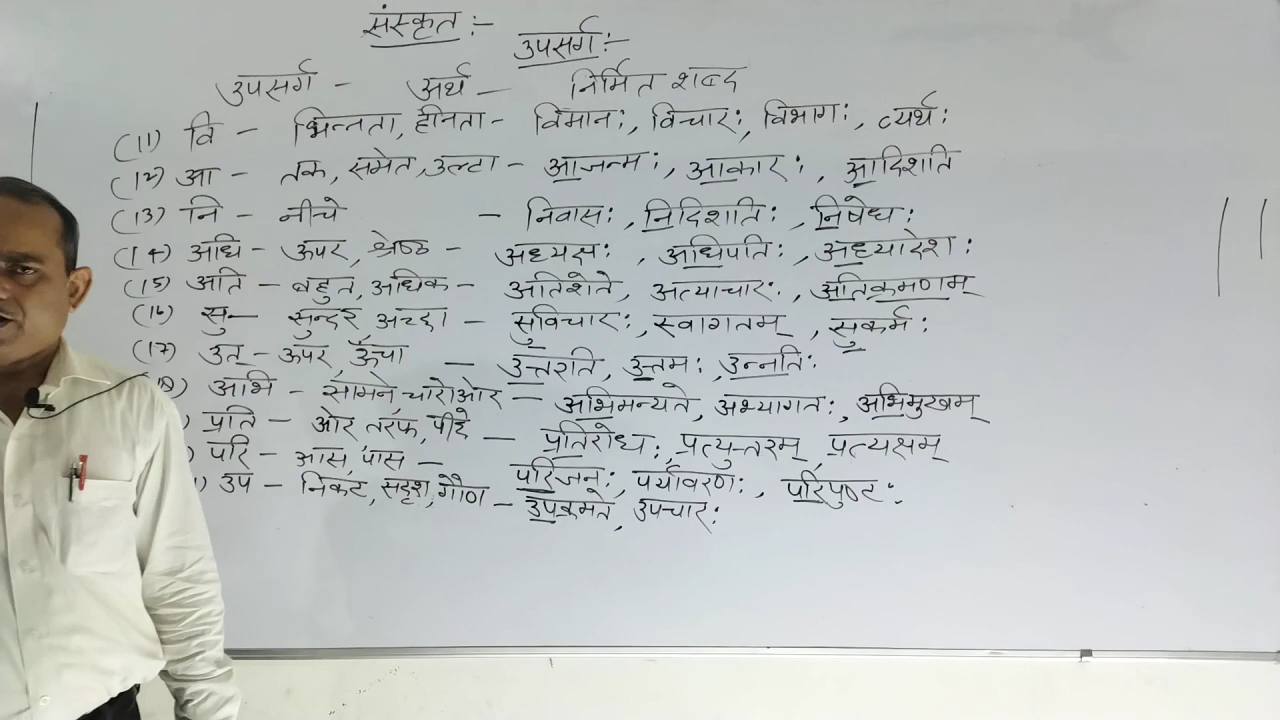 संस्कृत :-
उपसर्ग :-
उपसर्ग - अर्थ - निर्मित शब्द
(11) वि - भिन्नता, हीनता - विमानः, विचारः, विभागः, व्यर्थः
(12) आ - तक, समेत, उल्टा - आजन्मः, आकारः, आदिशति
(13) नि - नीचे - निवासः, निदिशतिः, निषेधः
(14) अधि - ऊपर, श्रेष्ठ - अध्यक्षः, अधिपतिः, अध्यादेशः
(15) अति - बहुत, अधिक - अतिशेते, अत्याचारः, अतिक्रमणम्
(16) सु - सुन्दर, अच्छा - सुविचारः, स्वागतम्, सुकर्मः
(17) उत् - ऊपर, ऊँचा - उत्तरति, उत्तमः, उन्नतिः
18) अभि - सामने, चारोओर - अभिमन्यते, अभ्यागतः, अभिमुखम्
) प्रति - ओर, तरफ, पीछे - प्रतिरोधः, प्रत्युत्तरम्, प्रत्यक्षम्
) परि - आस, पास - परिजनः, पर्यावरणः, परिपुष्टः
) उप - निकट, सदृश, गौण - उपक्रमते, उपचारः